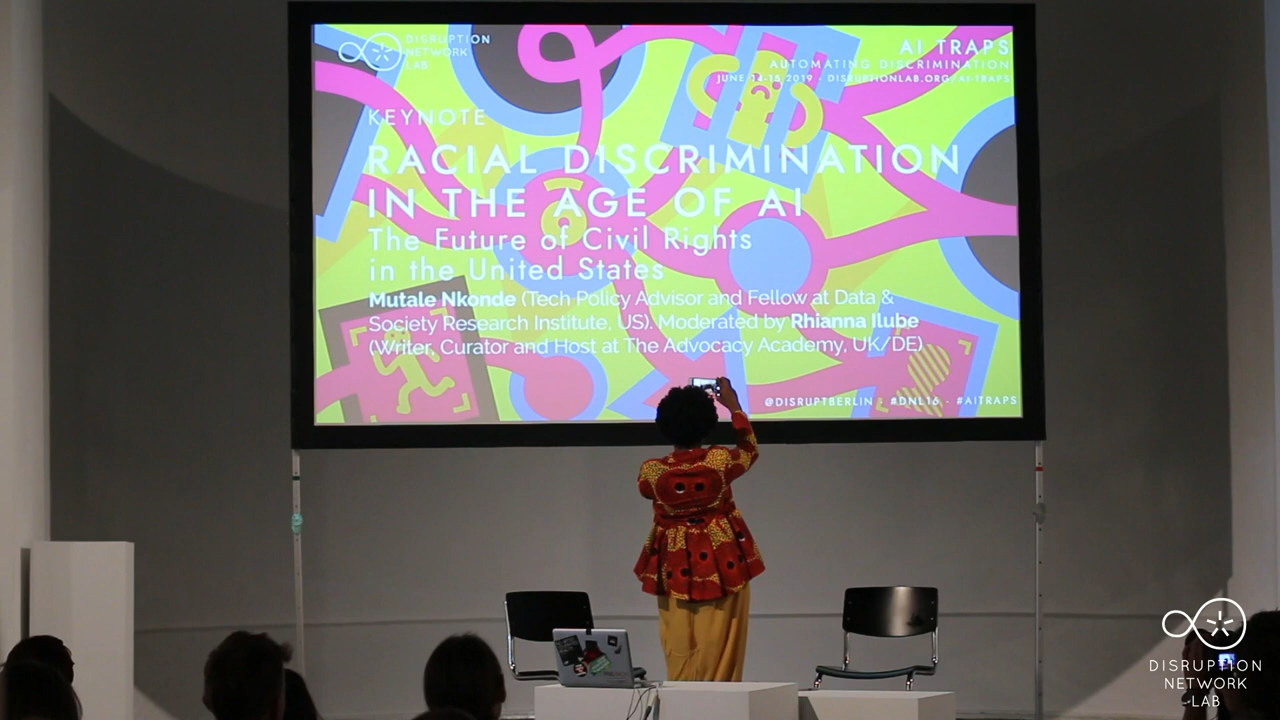 DISRUPTION
NETWORK
LAB
AI TRAPS
AUTOMATING DISCRIMINATION
JUNE 14-15 2019 · DISRUPTIONLAB.ORG/AI-TRAPS
KEYNOTE
RACIAL DISCRIMINATION
IN THE AGE OF AI
The Future of Civil Rights
in the United States
Mutale Nkonde (Tech Policy Advisor and Fellow at Data &
Society Research Institute, US). Moderated by Rhianna Ilube
(Writer, Curator and Host at The Advocacy Academy, UK/DE)
@DISRUPTBERLIN · #DNL16 · #AITRAPS
DISRUPTION
NETWORK
LAB